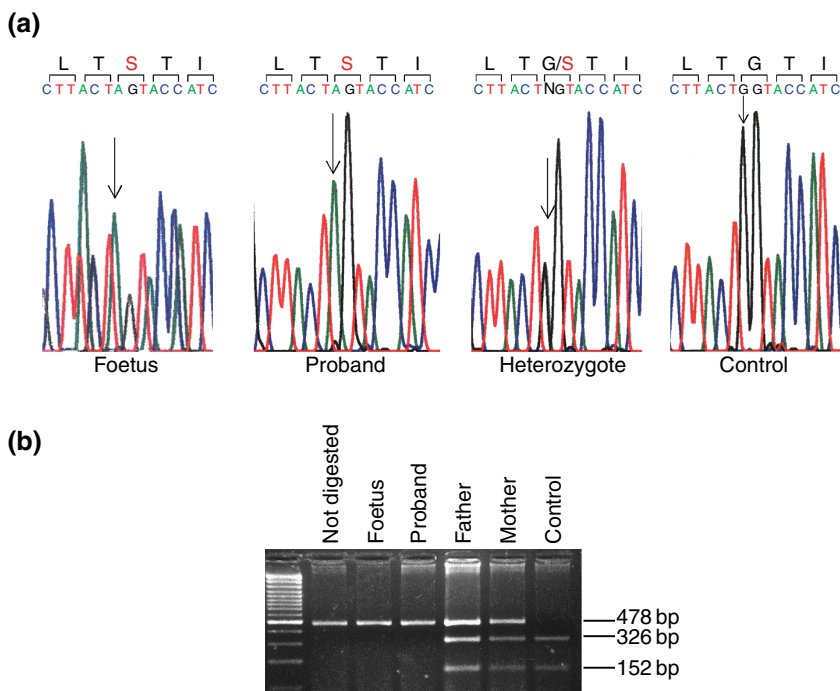 (a)
L T S T I
CTTACTAGTACCATC
Foetus
L T S T I
CTTACTAGTACCATC
Proband
L T G/S T I
CTTACTNGTACCATC
Heterozygote
L T G T I
CTTACTGGTACCATC
Control
(b)
Not digested
Foetus
Proband
Father
Mother
Control
478 bp
326 bp
152 bp